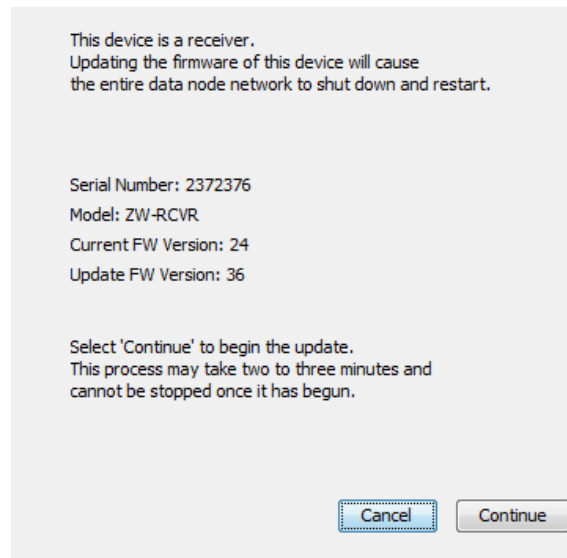 This device is a receiver.
Updating the firmware of this device will cause
the entire data node network to shut down and restart.
Serial Number: 2372376
Model: ZW-RCVR
Current FW Version: 24
Update FW Version: 36
Select 'Continue' to begin the update.
This process may take two to three minutes and
cannot be stopped once it has begun.
Cancel Continue